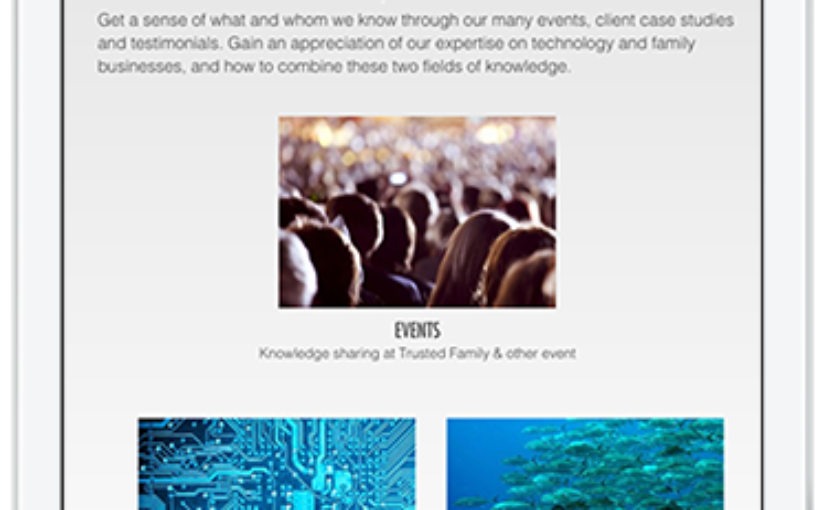 Get a sense of what and whom we know through our many events, client case studies
and testimonials. Gain an appreciation of our expertise on technology and family
businesses, and how to combine these two fields of knowledge.
EVENTS
Knowledge sharing at Trusted Family & other event